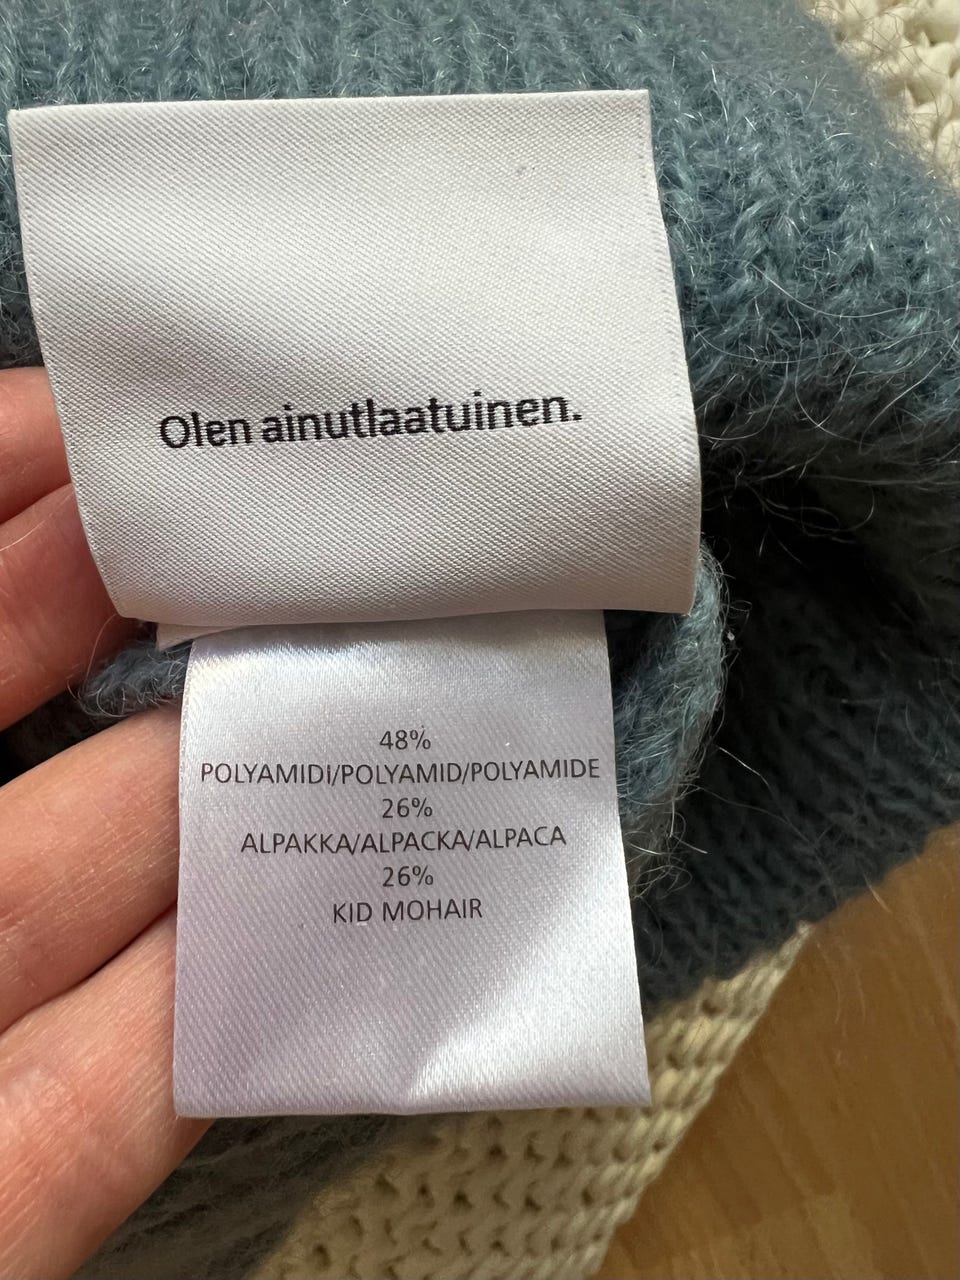 Olen ainutlaatuinen.
48%
POLYAMIDI/POLYAMID/POLYAMIDE
26%
ALPAKKA/ALPACKA/ALPACA
26%
KID MOHAIR